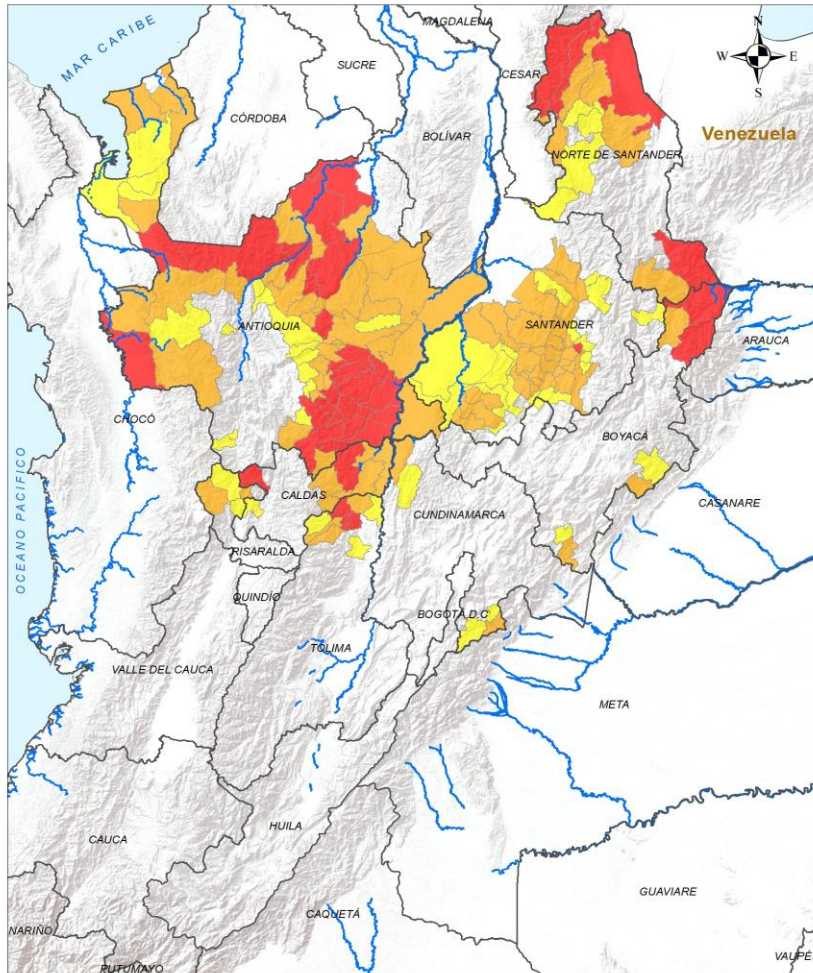 MAGDALENA
MAR CARIBE
SUCRE
CESAR
N
W E
S
CÓRDOBA
BOLÍVAR
Venezuela
NORTE DE SANTANDER
ANTIOQUIA
SANTANDER
ARAUCA
CHOCÓ
BOYACÁ
CALDAS
CUNDINAMARCA
CASANARE
OCEANO PACIFICO
RISARALDA
QUINDÍO
BOGOTÁ D.C
TOLIMA
VALLE DEL CAUCA
META
HUILA
CAUCA
GUAVIARE
CAQUETÁ
NARIÑO
PUTUMAYO
VAUPÉ